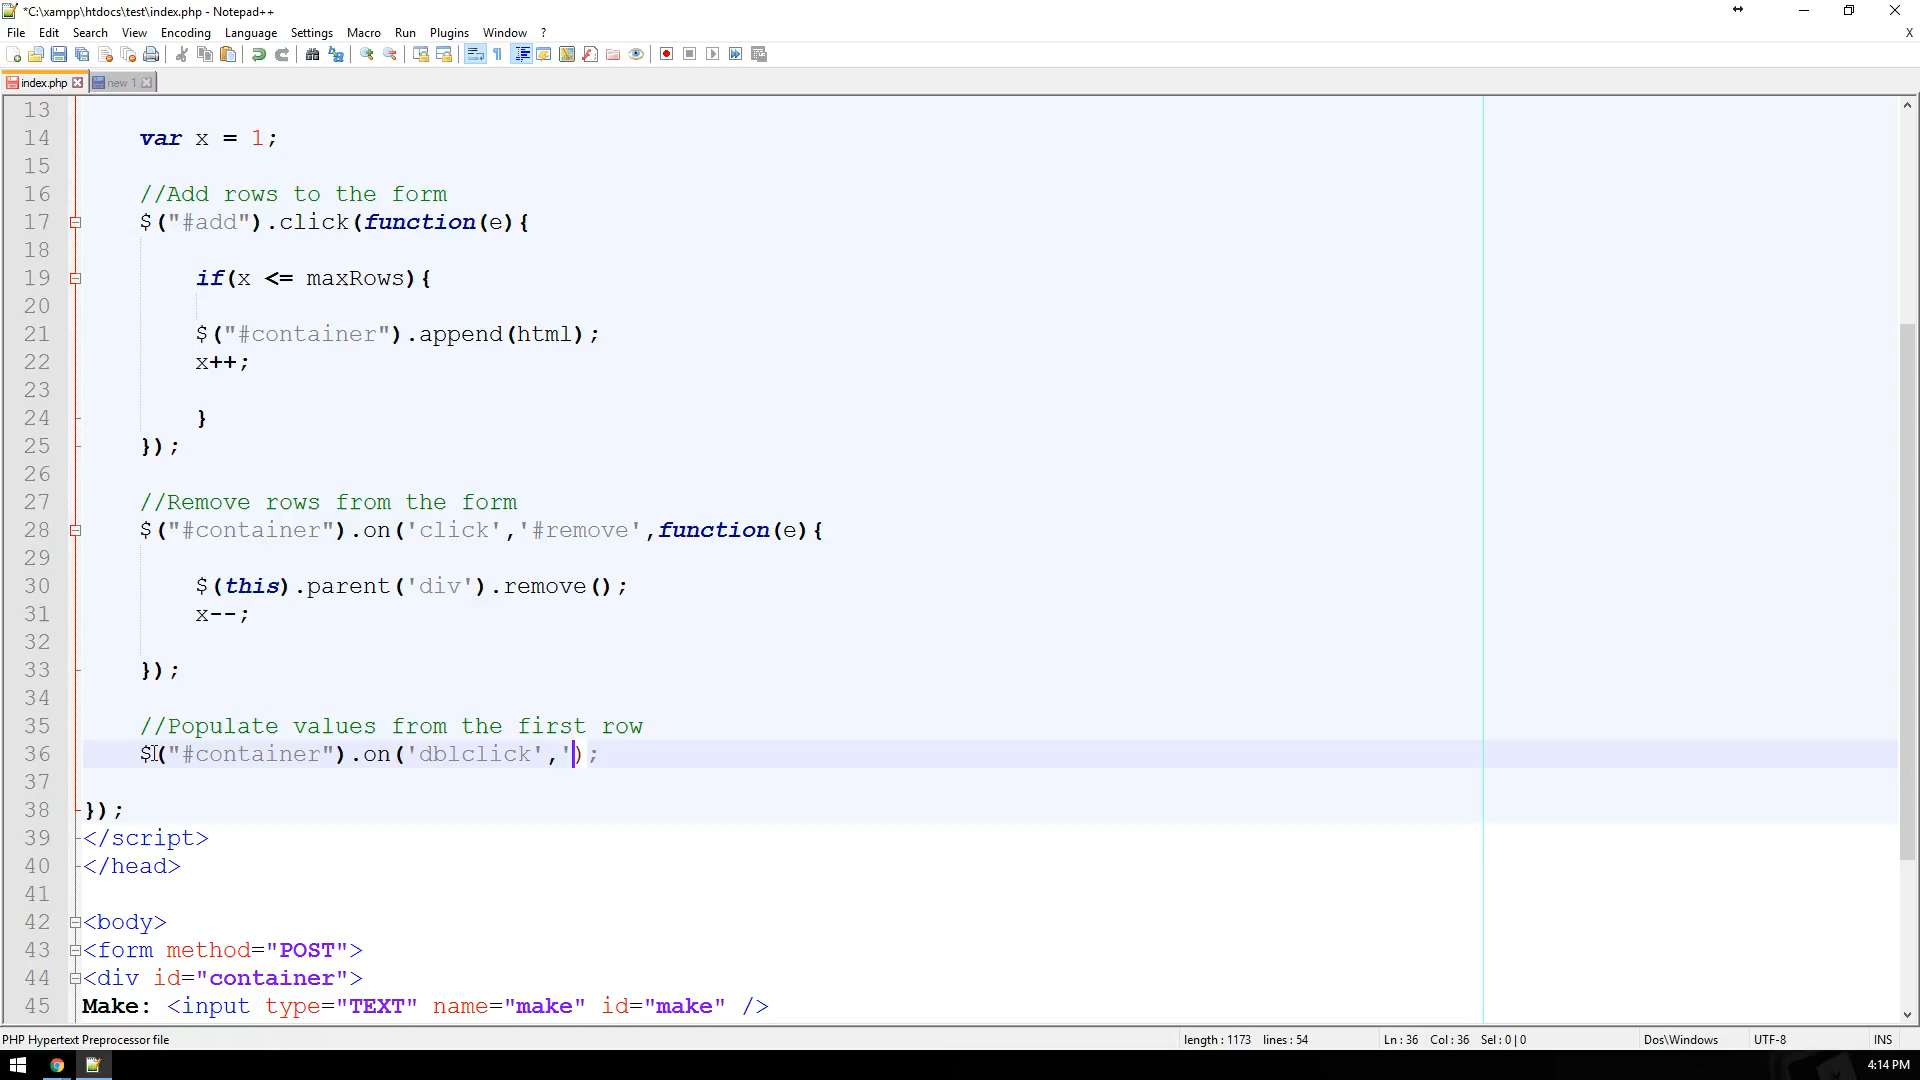 *C:\xampp\htdocs\test\index.php - Notepad++
File Edit Search View Encoding Language Settings Macro Run Plugins Window ? X
index.php new 1
13
14 var x = 1;
15
16 //Add rows to the form
17 $("#add").click(function(e){
18
19 if(x <= maxRows){
20
21 $("#container").append(html);
22 x++;
23
24 }
25 });
26
27 //Remove rows from the form
28 $("#container").on('click','#remove',function(e){
29
30 $(this).parent('div').remove();
31 x--;
32
33 });
34
35 //Populate values from the first row
36 $("#container").on('dblclick',');
37
38 });
39 </script>
40 </head>
41
42 <body>
43 <form method="POST">
44 <div id="container">
45 Make: <input type="TEXT" name="make" id="make" />
PHP Hypertext Preprocessor file length : 1173 lines : 54 Ln : 36 Col : 36 Sel : 0 | 0 Dos\Windows UTF-8 INS
4:14 PM